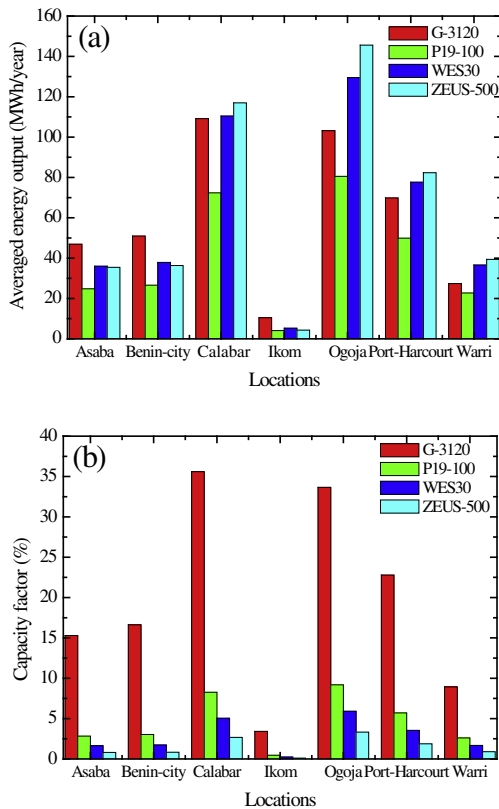 (a)
G-3120
P19-100
WES30
ZEUS-500
Averaged energy output (MWh/year)
160
140
120
100
80
60
40
20
0
Asaba Benin-city Calabar Ikom Ogoja Port-Harcourt Warri
Locations
(b)
G-3120
P19-100
WES30
ZEUS-500
Capacity factor (%)
40
35
30
25
20
15
10
5
0
Asaba Benin-city Calabar Ikom Ogoja Port-Harcourt Warri
Locations